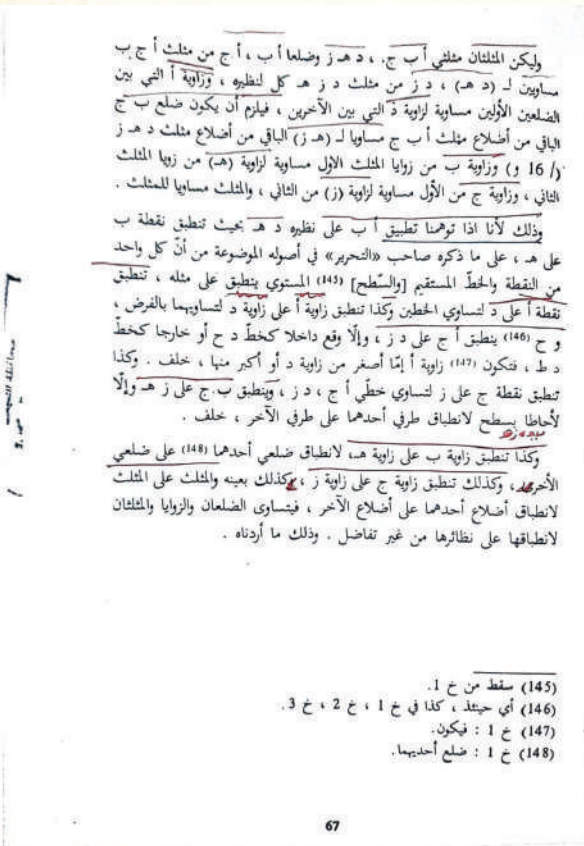 وليكن المثلثان مثلثي أ ب ج. ، د هـ ز وضلعا أ ب ، أ ج من مثلث أ ج ب
مساويين لـ (د هـ) ، د ز من مثلث د ز هـ كل لنظيره ، وزاوية أ التي بين
الضلعين الأولين مساوية لزاوية د التي بين الآخرين ، فيلزم أن يكون ضلع ب ج
الباقي من أضلاع مثلث أ ب ج مساويا لـ (هـ ز) الباقي من أضلاع مثلث د هـ ز
(/ 16 و) وزاوية ب من زوايا المثلث الاول مساوية لزاوية (هـ) من زويا المثلث
الثاني ، وزاوية ج من الأول مساوية لزاوية (ز) من الثاني ، والمثلث مساويا للمثلث .
وذلك لأنا اذا توهمنا تطبيق أ ب على نظيره د هـ بحيث تنطبق نقطة ب
على هـ ، على ما ذكره صاحب «التحرير» في أصوله الموضوعة من أنّ كل واحد
من النقطة والخطّ المستقيم [والسّطح] (145) المستوي ينطبق على مثله ، تنطبق
نقطة أ على د لتساوي الخطين وكذا تنطبق زاوية أ على زاوية د لتساويهما بالفرض ،
و ح (146) ينطبق أ ج على د ز ، وإلّا وقع داخلا كخطّ د ح أو خارجا كخطّ
د ط ، فتكون (147) زاوية أ إمّا أصغر من زاوية د أو أكبر منها ، خلف . وكذا
تنطبق نقطة ج على ز لتساوي خطّي أ ج ، د ز ، وينطبق ب.ج على ز هـ وإلّا
لأحاطا بسطح لانطباق طرفي أحدهما على طرفي الآخر ، خلف .
وكذا تنطبق زاوية ب على زاوية هـ، لانطباق ضلعي أحدهما (148) على ضلعي
الأخرى ، وكذلك تنطبق زاوية ج على زاوية ز ، وكذلك بعينه والمثلث على المثلث
لانطباق أضلاع أحدهما على أضلاع الآخر ، فيتساوى الضلعان والزوايا والمثلثان
لانطباقها على نظائرها من غير تفاضل . وذلك ما أردناه .
(145) سقط من خ 1.
(146) أي حينئذ ، كذا في خ 1 ، خ 2 ، خ 3.
(147) خ 1 : فيكون.
(148) خ 1 : ضلع أحديهما.
67